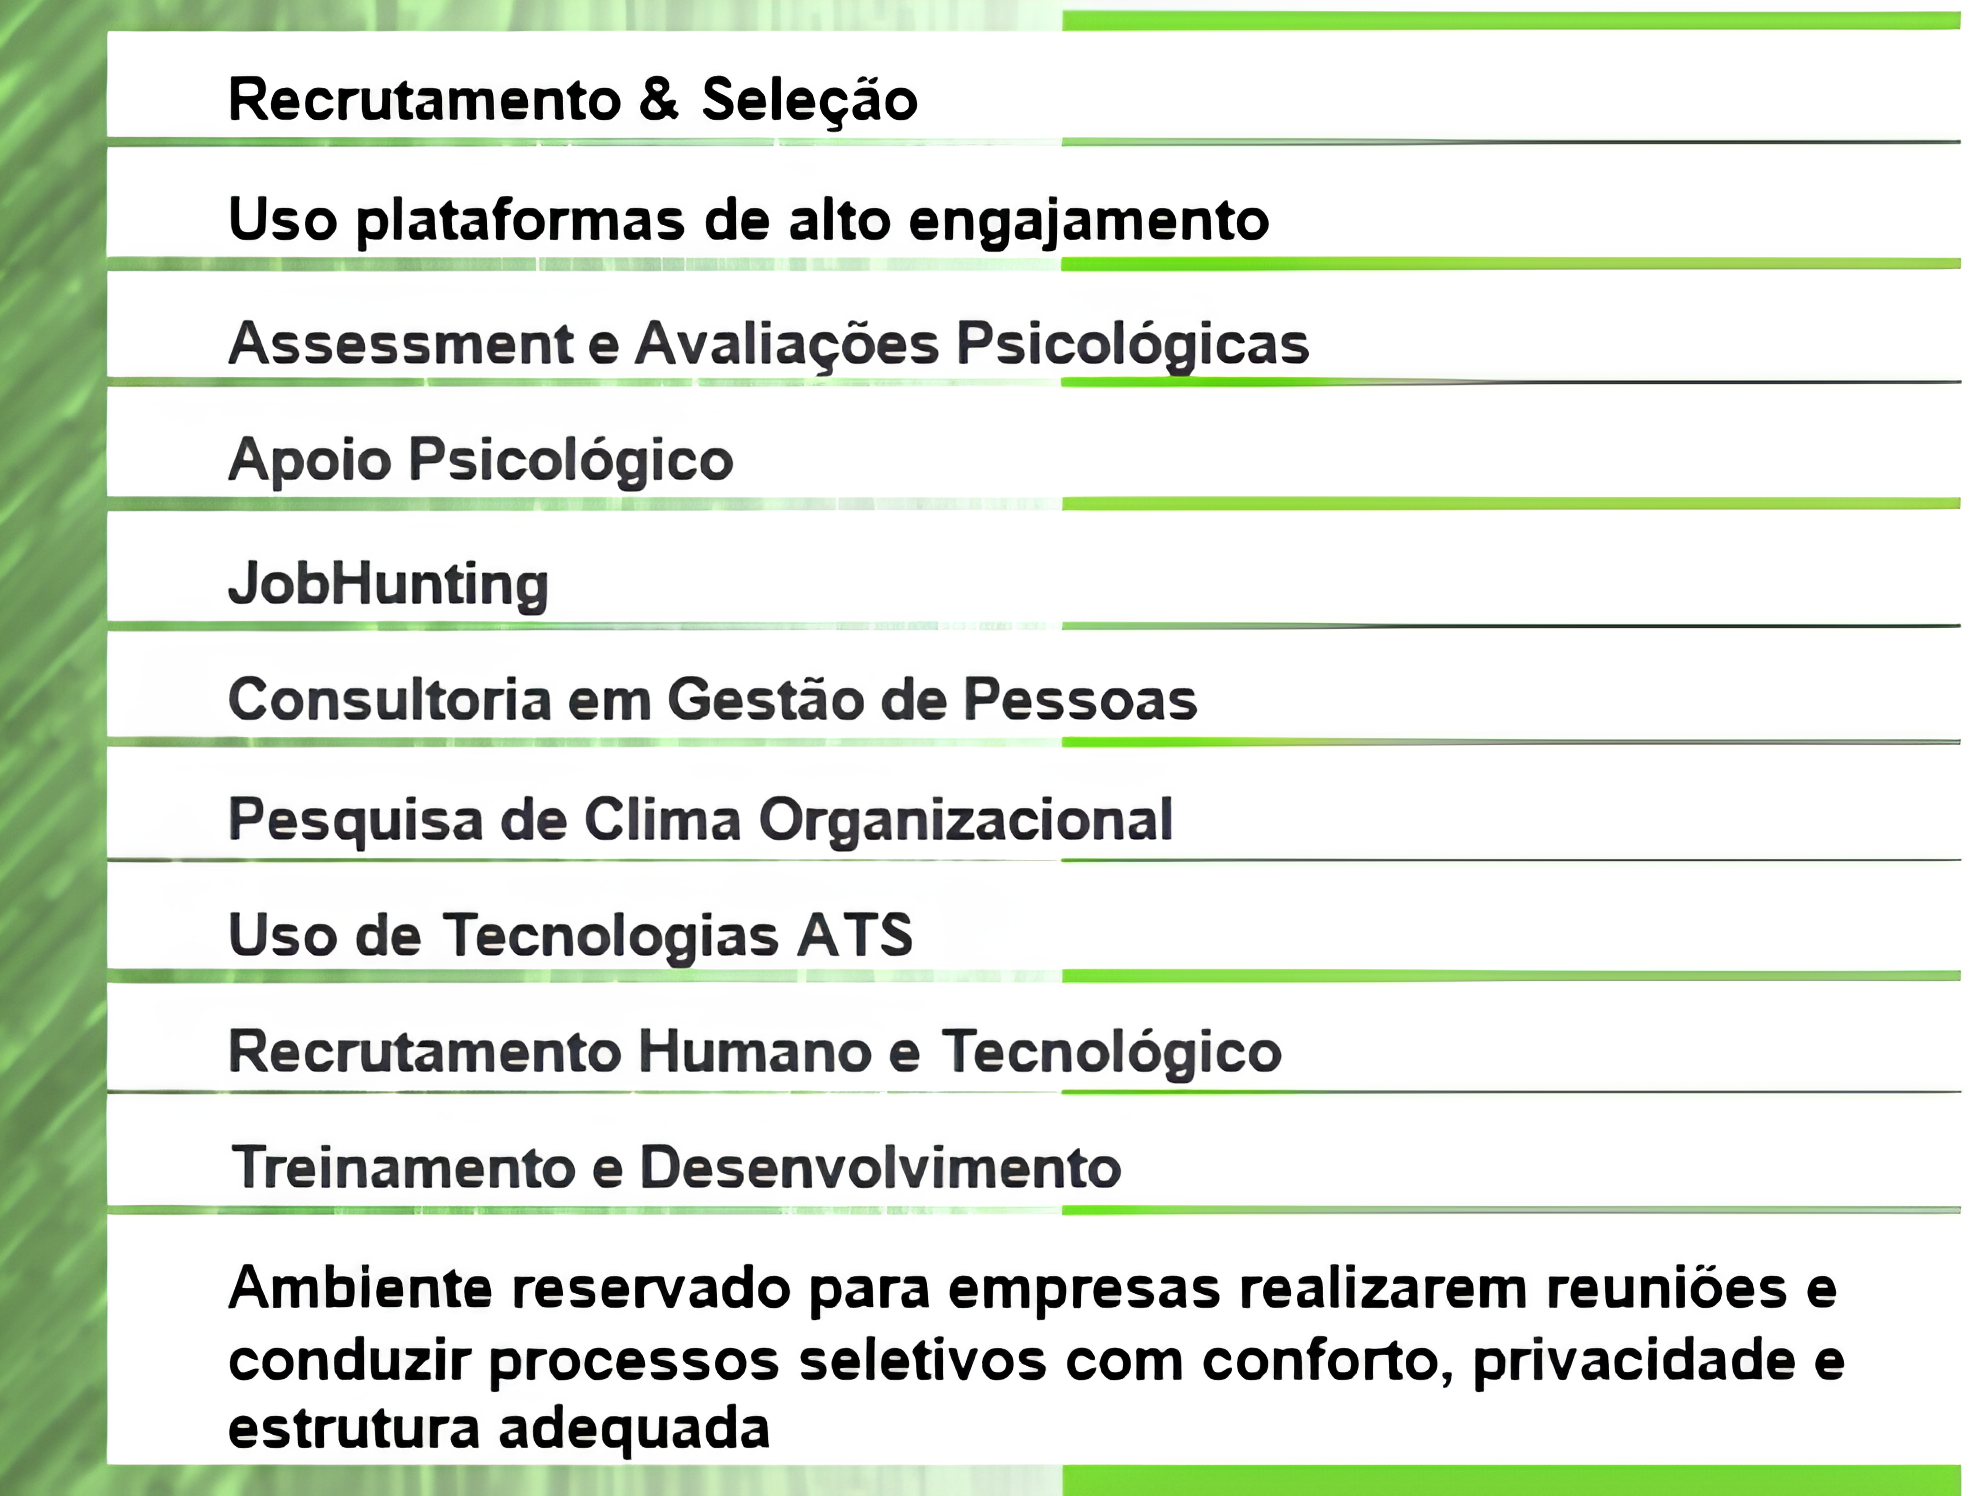 Recrutamento & Seleção
Uso plataformas de alto engajamento
Assessment e Avaliações Psicológicas
Apoio Psicológico
JobHunting
Consultoria em Gestão de Pessoas
Pesquisa de Clima Organizacional
Uso de Tecnologias ATS
Recrutamento Humano e Tecnológico
Treinamento e Desenvolvimento
Ambiente reservado para empresas realizarem reuniões e
conduzir processos seletivos com conforto, privacidade e
estrutura adequada